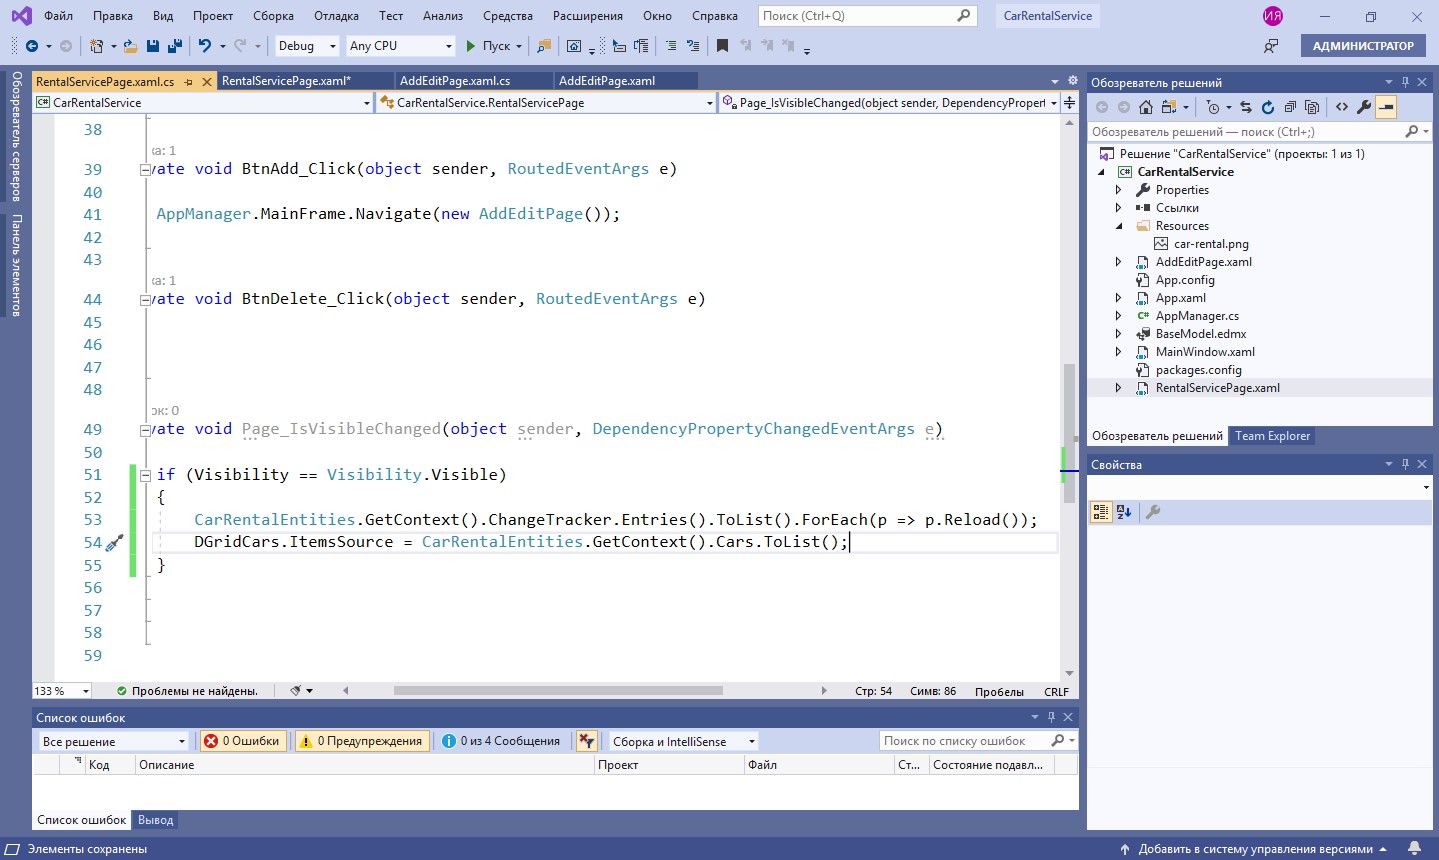 Файл Правка Вид Проект Сборка Отладка Тест Анализ Средства Расширения Окно Справка Поиск (Ctrl+Q) CarRentalService ИЯ
Debug Any CPU Пуск АДМИНИСТРАТОР
Обозреватель серверов
Панель элементов
RentalServicePage.xaml.cs RentalServicePage.xaml* AddEditPage.xaml.cs AddEditPage.xaml
CarRentalService CarRentalService.RentalServicePage Page_IsVisibleChanged(object sender, DependencyPropert
38
ка: 1
39 vate void BtnAdd_Click(object sender, RoutedEventArgs e)
40
41 AppManager.MainFrame.Navigate(new AddEditPage());
42
43
ка: 1
44 vate void BtnDelete_Click(object sender, RoutedEventArgs e)
45
46
47
48
ок: 0
49 vate void Page_IsVisibleChanged(object sender, DependencyPropertyChangedEventArgs e)
50
51 if (Visibility == Visibility.Visible)
52 {
53 CarRentalEntities.GetContext().ChangeTracker.Entries().ToList().ForEach(p => p.Reload());
54 DGridCars.ItemsSource = CarRentalEntities.GetContext().Cars.ToList();
55 }
56
57
58
59
133 % Проблемы не найдены. Стр: 54 Симв: 86 Пробелы CRLF
Список ошибок
Все решение 0 Ошибки 0 Предупреждения 0 из 4 Сообщения Сборка и IntelliSense Поиск по списку ошибок
Код Описание Проект Файл Ст... Состояние подавл...
Список ошибок Вывод
Обозреватель решений
Обозреватель решений — поиск (Ctrl+;)
Решение "CarRentalService" (проекты: 1 из 1)
CarRentalService
Properties
Ссылки
Resources
car-rental.png
AddEditPage.xaml
App.config
App.xaml
AppManager.cs
BaseModel.edmx
MainWindow.xaml
packages.config
RentalServicePage.xaml
Обозреватель решений Team Explorer
Свойства
Элементы сохранены Добавить в систему управления версиями